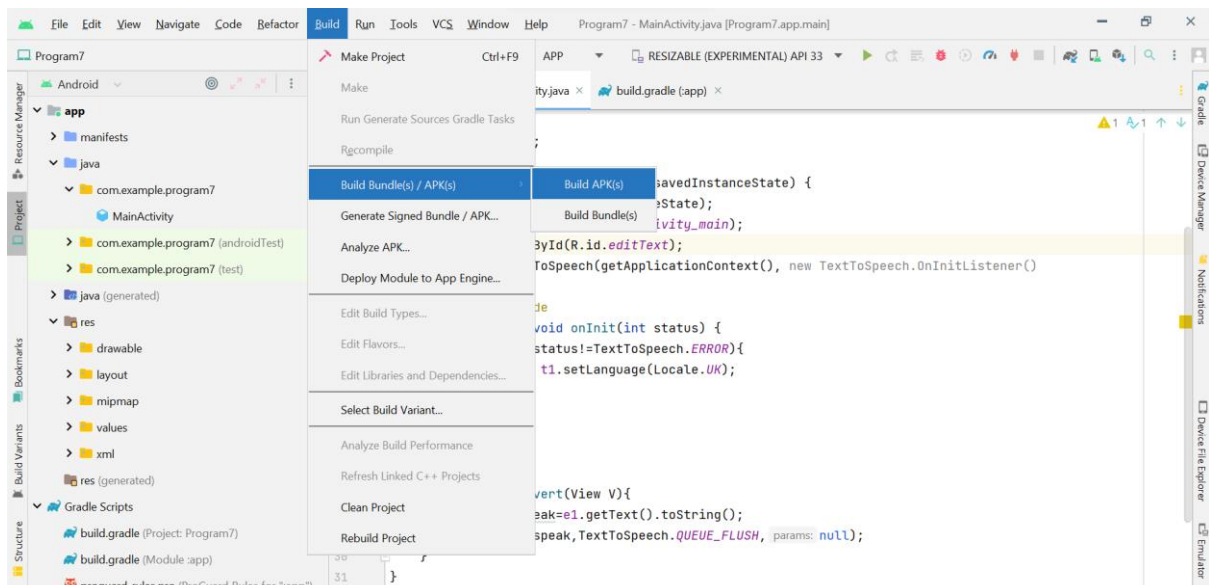 File Edit View Navigate Code Refactor Build Run Tools VCS Window Help Program7 - MainActivity.java [Program7.app.main]
Program7
APP
RESIZABLE (EXPERIMENTAL) API 33
Resource Manager
Project
Bookmarks
Build Variants
Structure
Android
app
manifests
java
com.example.program7
MainActivity
com.example.program7 (androidTest)
com.example.program7 (test)
java (generated)
res
drawable
layout
mipmap
values
xml
res (generated)
Gradle Scripts
build.gradle (Project: Program7)
build.gradle (Module :app)
Make Project Ctrl+F9
Make
Run Generate Sources Gradle Tasks
Recompile
Build Bundle(s) / APK(s)
Generate Signed Bundle / APK...
Analyze APK...
Deploy Module to App Engine...
Edit Build Types...
Edit Flavors...
Edit Libraries and Dependencies...
Select Build Variant...
Analyze Build Performance
Refresh Linked C++ Projects
Clean Project
Rebuild Project
Build APK(s)
Build Bundle(s)
ity.java
build.gradle (:app)
1 1
;
savedInstanceState) {
eState);
ivity_main);
ById(R.id.editText);
ToSpeech(getApplicationContext(), new TextToSpeech.OnInitListener()
de
void onInit(int status) {
status!=TextToSpeech.ERROR){
t1.setLanguage(Locale.UK);
vert(View V){
eak=e1.getText().toString();
speak,TextToSpeech.QUEUE_FLUSH, params: null);
30 }
31 }
Gradle
Device Manager
Notifications
Device File Explorer
Emulator